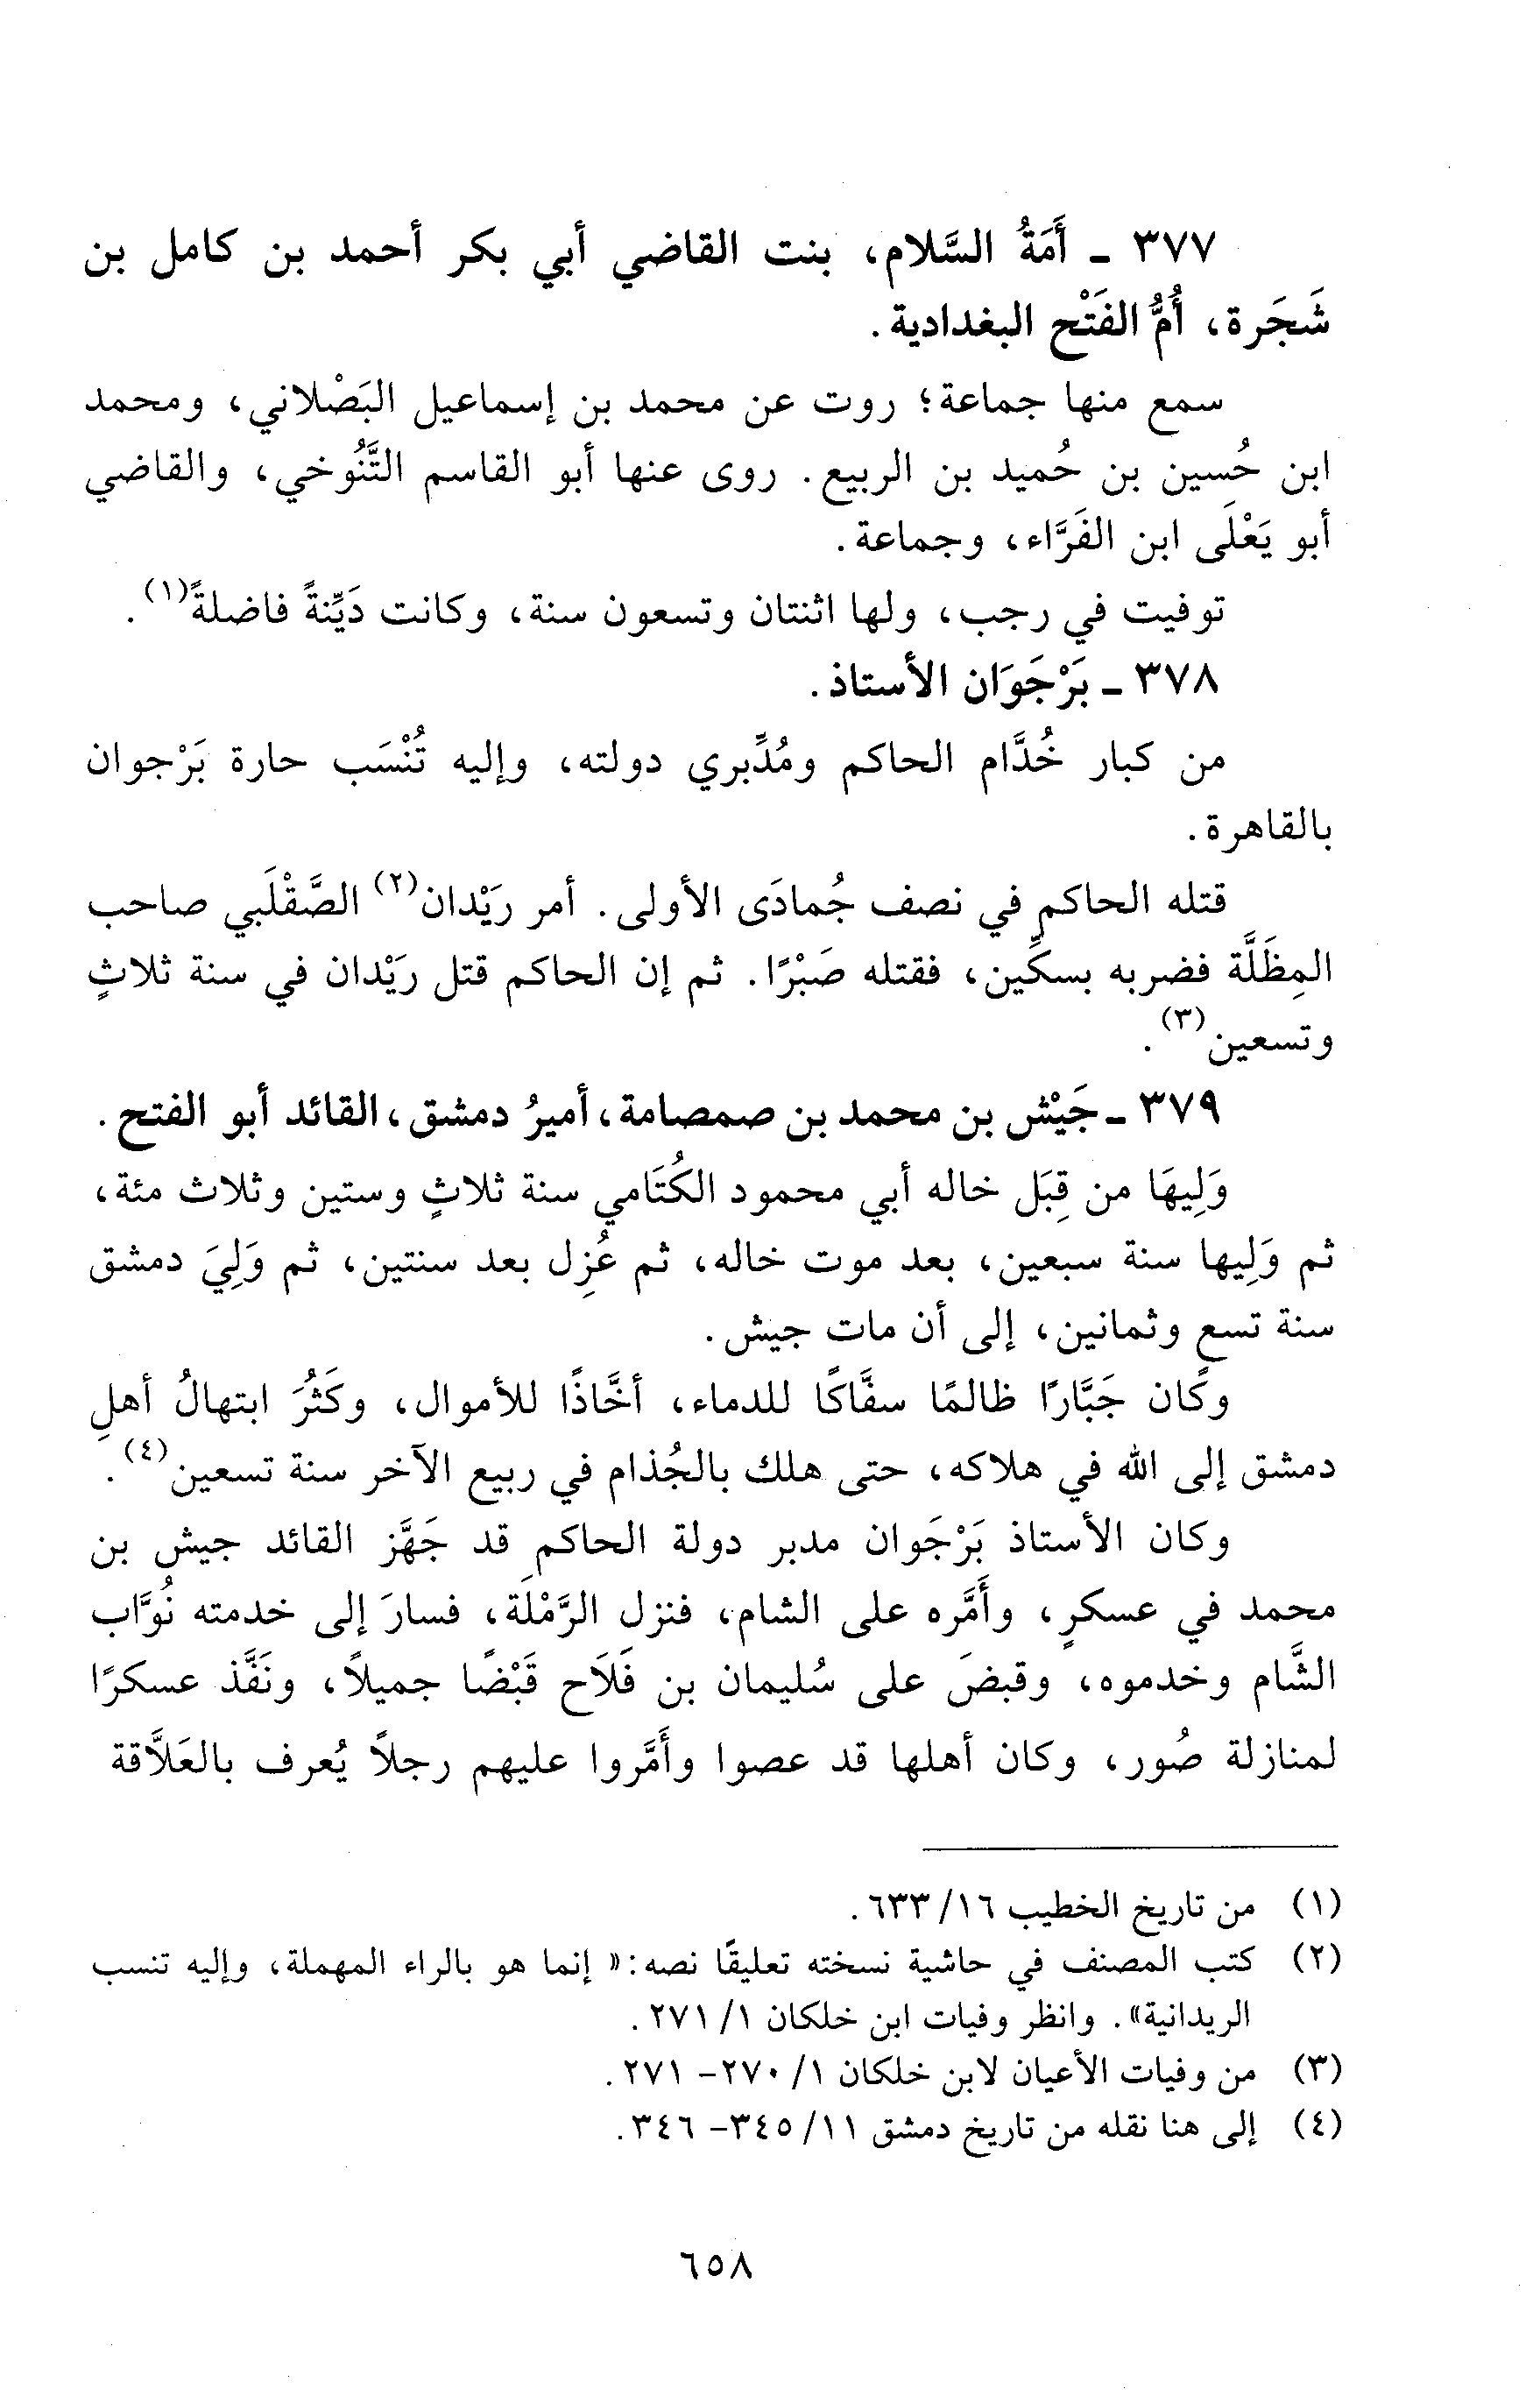 ٣٧٧ - أَمَةُ السَّلام، بنت القاضي أبي بكر أحمد بن كامل بن
شَجَرة، أُمُّ الفَتْح البغدادية.
سمع منها جماعة؛ روت عن محمد بن إسماعيل البَصْلاني، ومحمد
ابن حُسين بن حُميد بن الربيع. روى عنها أبو القاسم التَّنُوخي، والقاضي
أبو يَعْلَى ابن الفَرَّاء، وجماعة.
توفيت في رجب، ولها اثنتان وتسعون سنة، وكانت دَيِّنةً فاضلةً(١).
٣٧٨ - بَرْجَوَان الأستاذ.
من كبار خُدَّام الحاكم ومُدَبِّري دولته، وإليه تُنْسَب حارة بَرْجوان
بالقاهرة.
قتله الحاكم في نصف جُمادَى الأولى. أمر رَيْدان(٢) الصَّقْلَبي صاحب
المِظَلَّة فضربه بسكِّين، فقتله صَبْرًا. ثم إن الحاكم قتل رَيْدان في سنة ثلاثٍ
وتسعين(٣).
٣٧٩ - جَيْش بن محمد بن صمصامة، أميرُ دمشق، القائد أبو الفتح.
وَلِيهَا من قِبَل خاله أبي محمود الكُتَامي سنة ثلاثٍ وستين وثلاث مئة،
ثم وَلِيها سنة سبعين، بعد موت خاله، ثم عُزِل بعد سنتين، ثم وَلِيَ دمشق
سنة تسع وثمانين، إلى أن مات جيش.
وكان جَبَّارًا ظالمًا سفَّاكًا للدماء، أخَّاذًا للأموال، وكَثُرَ ابتهالُ أهلِ
دمشق إلى الله في هلاكه، حتى هلك بالجُذام في ربيع الآخر سنة تسعين(٤).
وكان الأستاذ بَرْجَوان مدبر دولة الحاكم قد جَهَّز القائد جيش بن
محمد في عسكرٍ، وأَمَّره على الشام، فنزل الرَّمْلَة، فسارَ إلى خدمته نُوَّاب
الشَّام وخدموه، وقبضَ على سُليمان بن فَلَاح قَبْضًا جميلاً، ونَفَّذ عسكرًا
لمنازلة صُور، وكان أهلها قد عصوا وأَمَّروا عليهم رجلاً يُعرف بالعَلاَّقة
(١) من تاريخ الخطيب ١٦/ ٦٣٣.
(٢) كتب المصنف في حاشية نسخته تعليقًا نصه: «إنما هو بالراء المهملة، وإليه تنسب
الريدانية». وانظر وفيات ابن خلكان ١/ ٢٧١.
(٣) من وفيات الأعيان لابن خلكان ١/ ٢٧٠- ٢٧١.
(٤) إلى هنا نقله من تاريخ دمشق ١١/ ٣٤٥- ٣٤٦.
٦٥٨